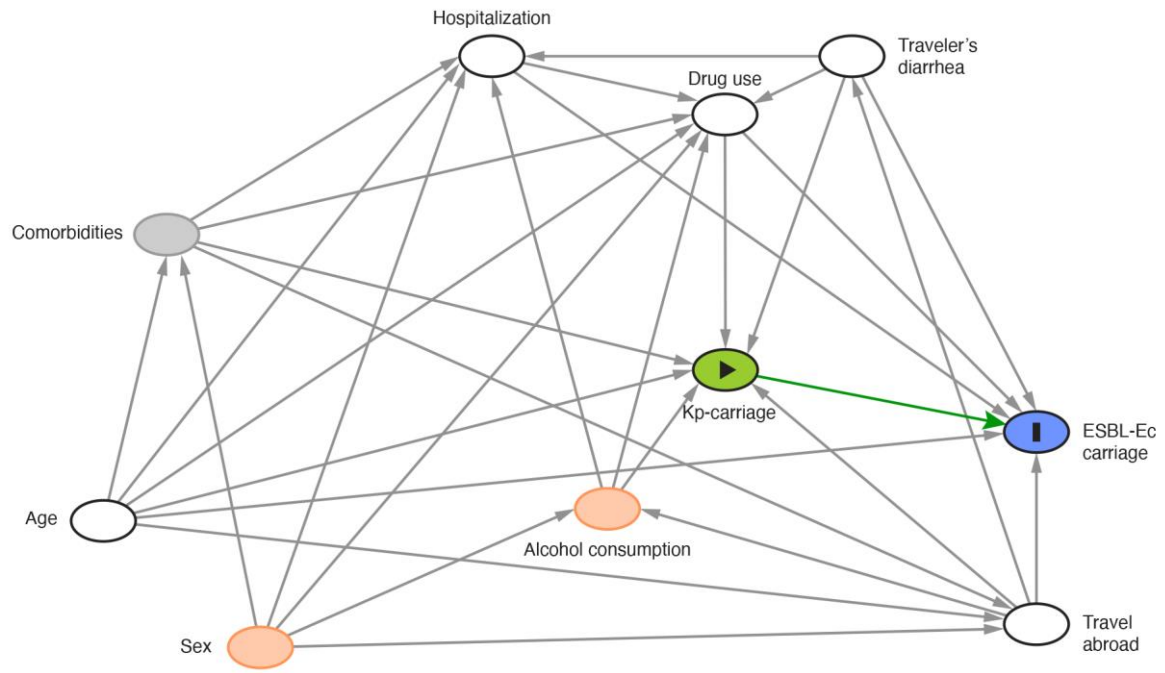 Hospitalization
Traveler’s
diarrhea
Drug use
Comorbidities
Kp-carriage
ESBL-Ec
carriage
Age
Alcohol consumption
Sex
Travel
abroad